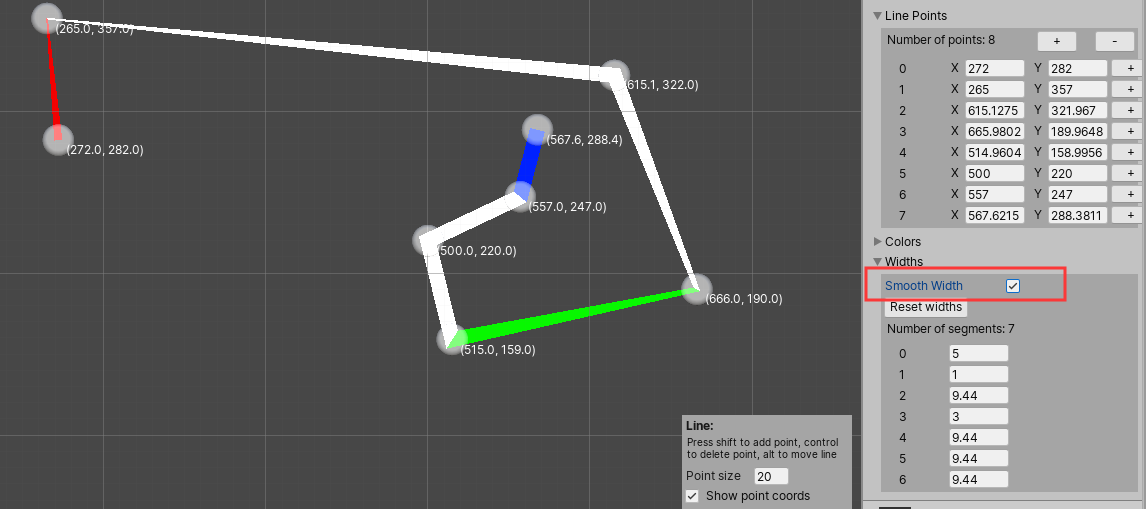 (265.0, 357.0)
(615.1, 322.0)
(567.6, 288.4)
(272.0, 282.0)
(557.0, 247.0)
(500.0, 220.0)
(666.0, 190.0)
(515.0, 159.0)
Line:
Press shift to add point, control
to delete point, alt to move line
Point size 20
Show point coords
Line Points
Number of points: 8 + -
0 X 272 Y 282 +
1 X 265 Y 357 +
2 X 615.1275 Y 321.967 +
3 X 665.9802 Y 189.9648 +
4 X 514.9604 Y 158.9956 +
5 X 500 Y 220 +
6 X 557 Y 247 +
7 X 567.6215 Y 288.3811 +
Colors
Widths
Smooth Width
Reset widths
Number of segments: 7
0 5
1 1
2 9.44
3 3
4 9.44
5 9.44
6 9.44